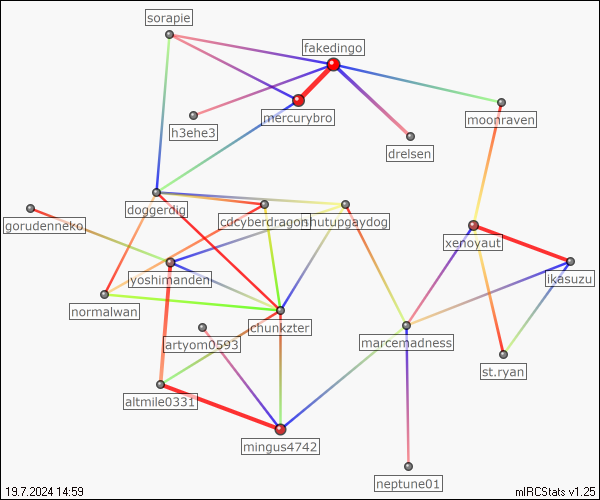 sorapie
fakedingo
mercurybro
h3ehe3
moonraven
drelsen
doggerdig
cdcyberdragon
shutupgaydog
gorudenneko
xenoyaut
yoshimanden
ikasuzu
normalwan
chunkzter
artyom0593
marcemadness
st.ryan
altmile0331
mingus4742
neptune01
19.7.2024 14:59
mIRCStats v1.25